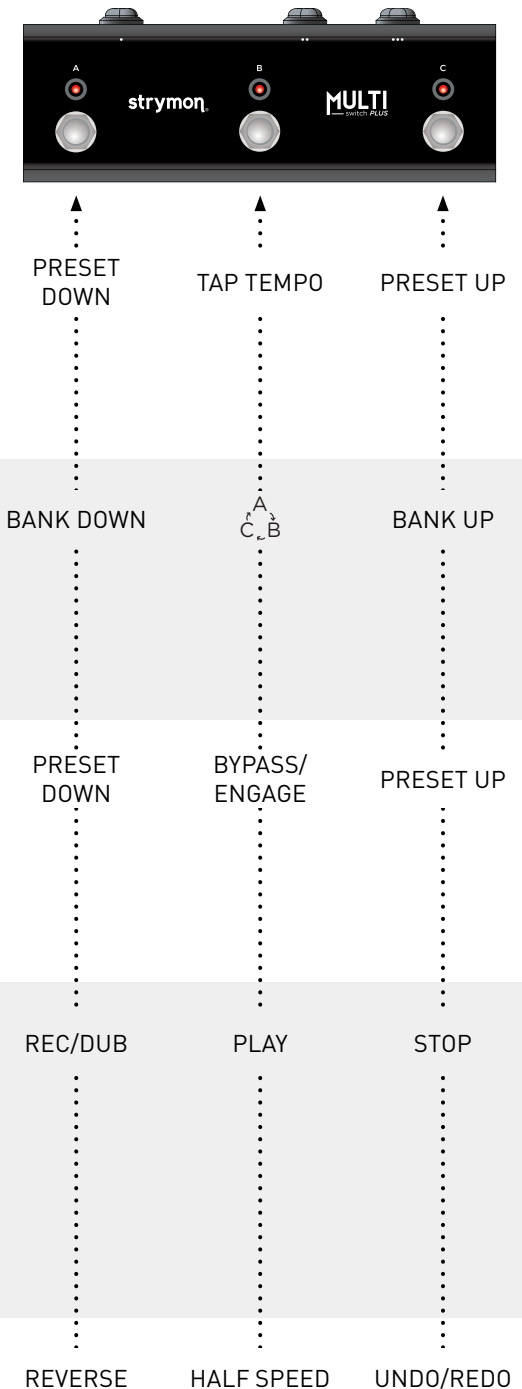 A B C
strymon®
MULTI
switch PLUS
PRESET
DOWN
TAP TEMPO
PRESET UP
BANK DOWN
A
C B
BANK UP
PRESET
DOWN
BYPASS/
ENGAGE
PRESET UP
REC/DUB
PLAY
STOP
REVERSE
HALF SPEED
UNDO/REDO